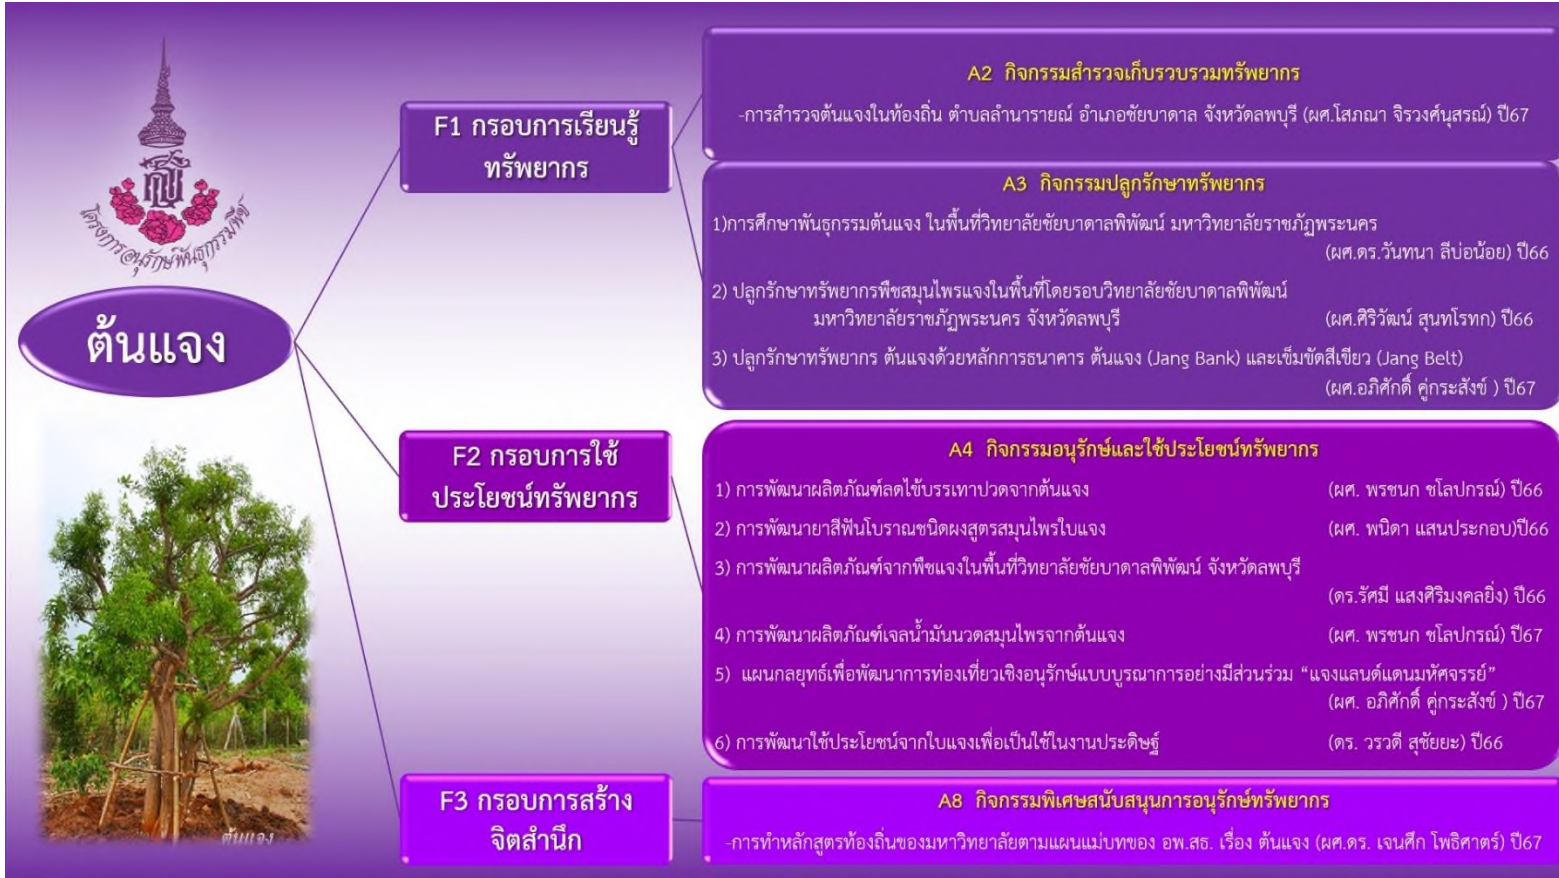 โครงการอนุรักษ์พันธุกรรมพืช
ต้นแจง
ต้นแจง
F1 กรอบการเรียนรู้
ทรัพยากร
A2 กิจกรรมสำรวจเก็บรวบรวมทรัพยากร
-การสำรวจต้นแจงในท้องถิ่น ตำบลลำนารายณ์ อำเภอชัยบาดาล จังหวัดลพบุรี (ผศ.โสภณา จิรวงศ์นุสรณ์) ปี67
A3 กิจกรรมปลูกรักษาทรัพยากร
1)การศึกษาพันธุกรรมต้นแจง ในพื้นที่วิทยาลัยชัยบาดาลพิพัฒน์ มหาวิทยาลัยราชภัฏพระนคร
(ผศ.ดร.วันทนา ลีบ่อน้อย) ปี66
2) ปลูกรักษาทรัพยากรพืชสมุนไพรแจงในพื้นที่โดยรอบวิทยาลัยชัยบาดาลพิพัฒน์
มหาวิทยาลัยราชภัฏพระนคร จังหวัดลพบุรี (ผศ.ศิริวัฒน์ สุนทโรทก) ปี66
3) ปลูกรักษาทรัพยากร ต้นแจงด้วยหลักการธนาคาร ต้นแจง (Jang Bank) และเข็มขัดสีเขียว (Jang Belt)
(ผศ.อภิศักดิ์ คู่กระสังข์ ) ปี67
F2 กรอบการใช้
ประโยชน์ทรัพยากร
A4 กิจกรรมอนุรักษ์และใช้ประโยชน์ทรัพยากร
1) การพัฒนาผลิตภัณฑ์ลดไข้บรรเทาปวดจากต้นแจง (ผศ. พรชนก ชโลปกรณ์) ปี66
2) การพัฒนายาสีฟันโบราณชนิดผงสูตรสมุนไพรใบแจง (ผศ. พนิดา แสนประกอบ)ปี66
3) การพัฒนาผลิตภัณฑ์จากพืชแจงในพื้นที่วิทยาลัยชัยบาดาลพิพัฒน์ จังหวัดลพบุรี
(ดร.รัศมี แสงศิริมงคลยิ่ง) ปี66
4) การพัฒนาผลิตภัณฑ์เจลน้ำมันนวดสมุนไพรจากต้นแจง (ผศ. พรชนก ชโลปกรณ์) ปี67
5) แผนกลยุทธ์เพื่อพัฒนาการท่องเที่ยวเชิงอนุรักษ์แบบบูรณาการอย่างมีส่วนร่วม “แจงแลนด์แดนมหัศจรรย์”
(ผศ. อภิศักดิ์ คู่กระสังข์ ) ปี67
6) การพัฒนาใช้ประโยชน์จากใบแจงเพื่อเป็นใช้ในงานประดิษฐ์ (ดร. วรวดี สุชัยยะ) ปี66
F3 กรอบการสร้าง
จิตสำนึก
A8 กิจกรรมพิเศษสนับสนุนการอนุรักษ์ทรัพยากร
-การทำหลักสูตรท้องถิ่นของมหาวิทยาลัยตามแผนแม่บทของ อพ.สธ. เรื่อง ต้นแจง (ผศ.ดร. เจนศึก โพธิศาตร์) ปี67